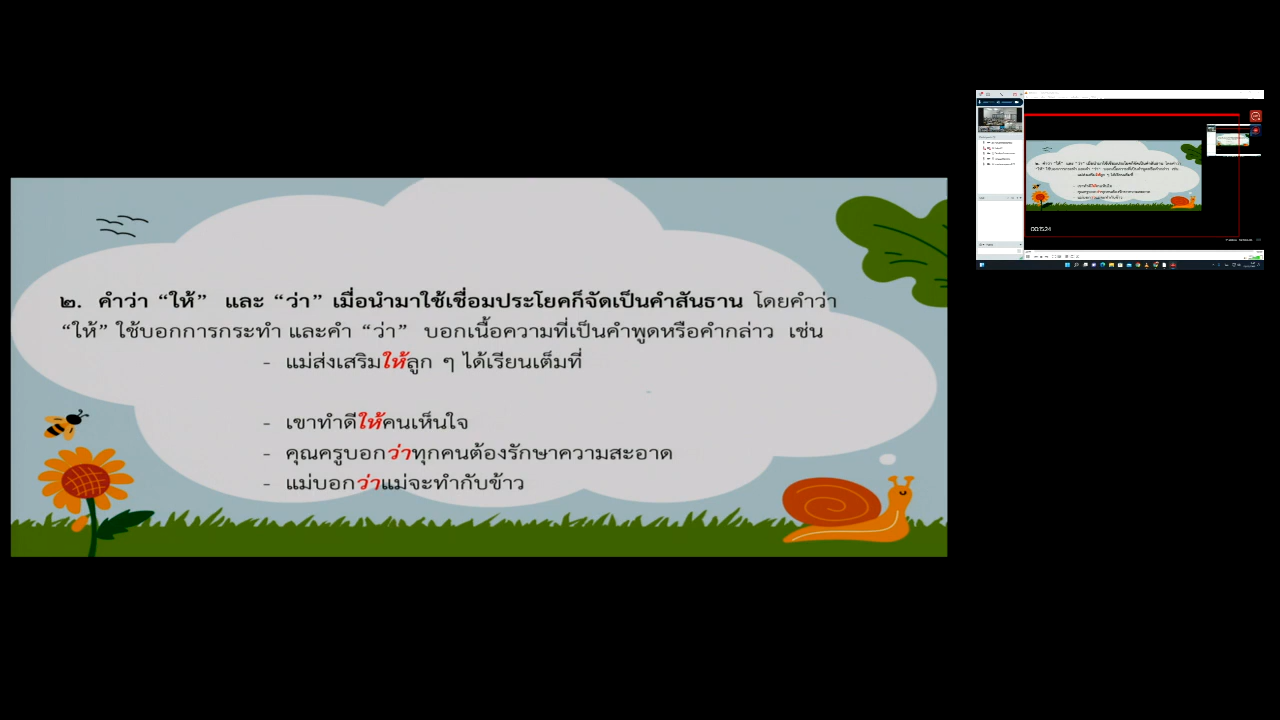 ๒. คำว่า “ให้” และ “ว่า” เมื่อนำมาใช้เชื่อมประโยคก็จัดเป็นคำสันธาน โดยคำว่า
“ให้” ใช้บอกการกระทำ และคำ “ว่า” บอกเนื้อความที่เป็นคำพูดหรือคำกล่าว เช่น
- แม่ส่งเสริมให้ลูก ๆ ได้เรียนเต็มที่
- เขาทำดีให้คนเห็นใจ
- คุณครูบอกว่าทุกคนต้องรักษาความสะอาด
- แม่บอกว่าแม่จะทำกับข้าว
00:15:24